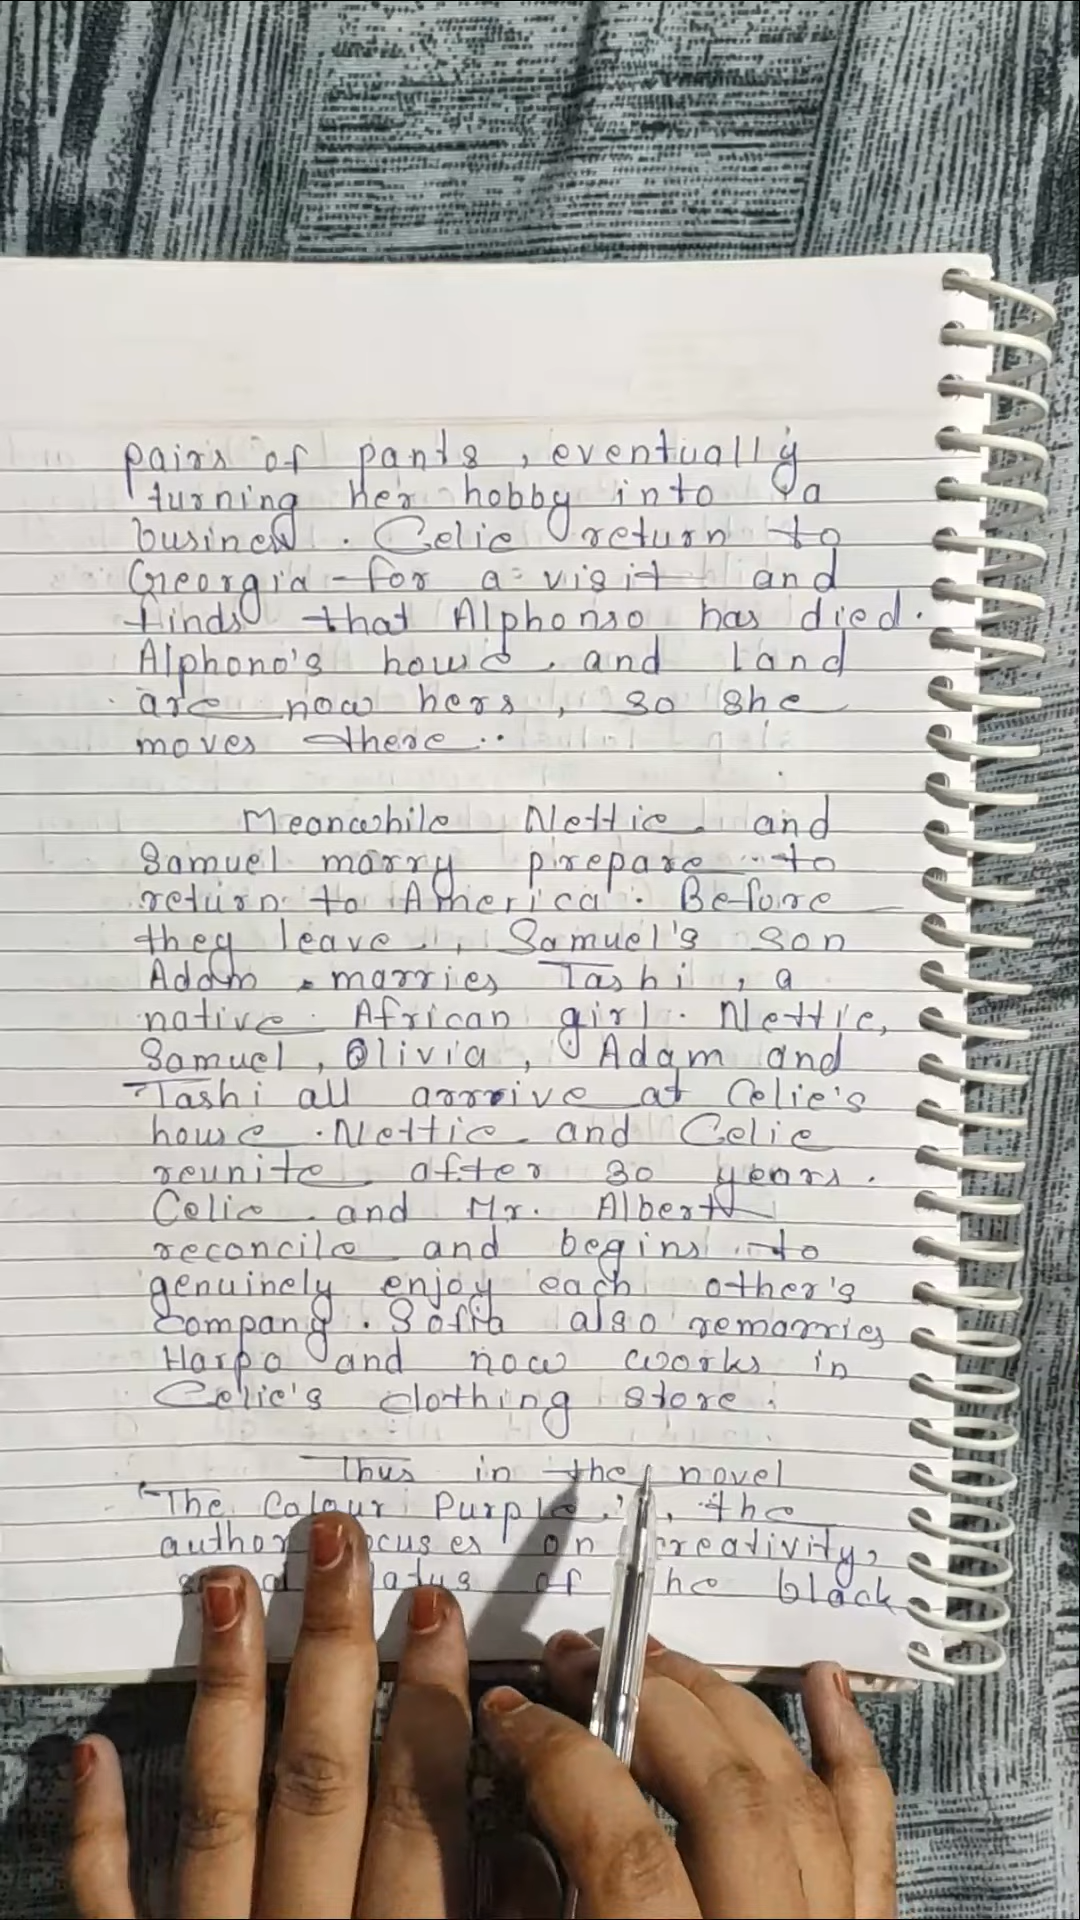 pairs of pants, eventually
turning her hobby into a
business. Celie return to
Georgia for a visit and
finds that Alphonso has died.
Alphono's house and land
are now hers, so she
moves there..
Meanwhile Nettie and
Samuel marry prepare to
return to America. Before
they leave, Samuel's son
Adam marries Tashi, a
native African girl. Nettie,
Samuel, Olivia, Adam and
Tashi all arrive at Celie's
house. Nettie and Celie
reunite after 30 years.
Celie and Mr. Albert
reconcile and begins to
genuinely enjoy each other's
company. Sofia also remarries
Harpo and now works in
Celie's clothing store.
Thus in the novel
"The Colour Purple", the
author focuses on creativity,
of the black